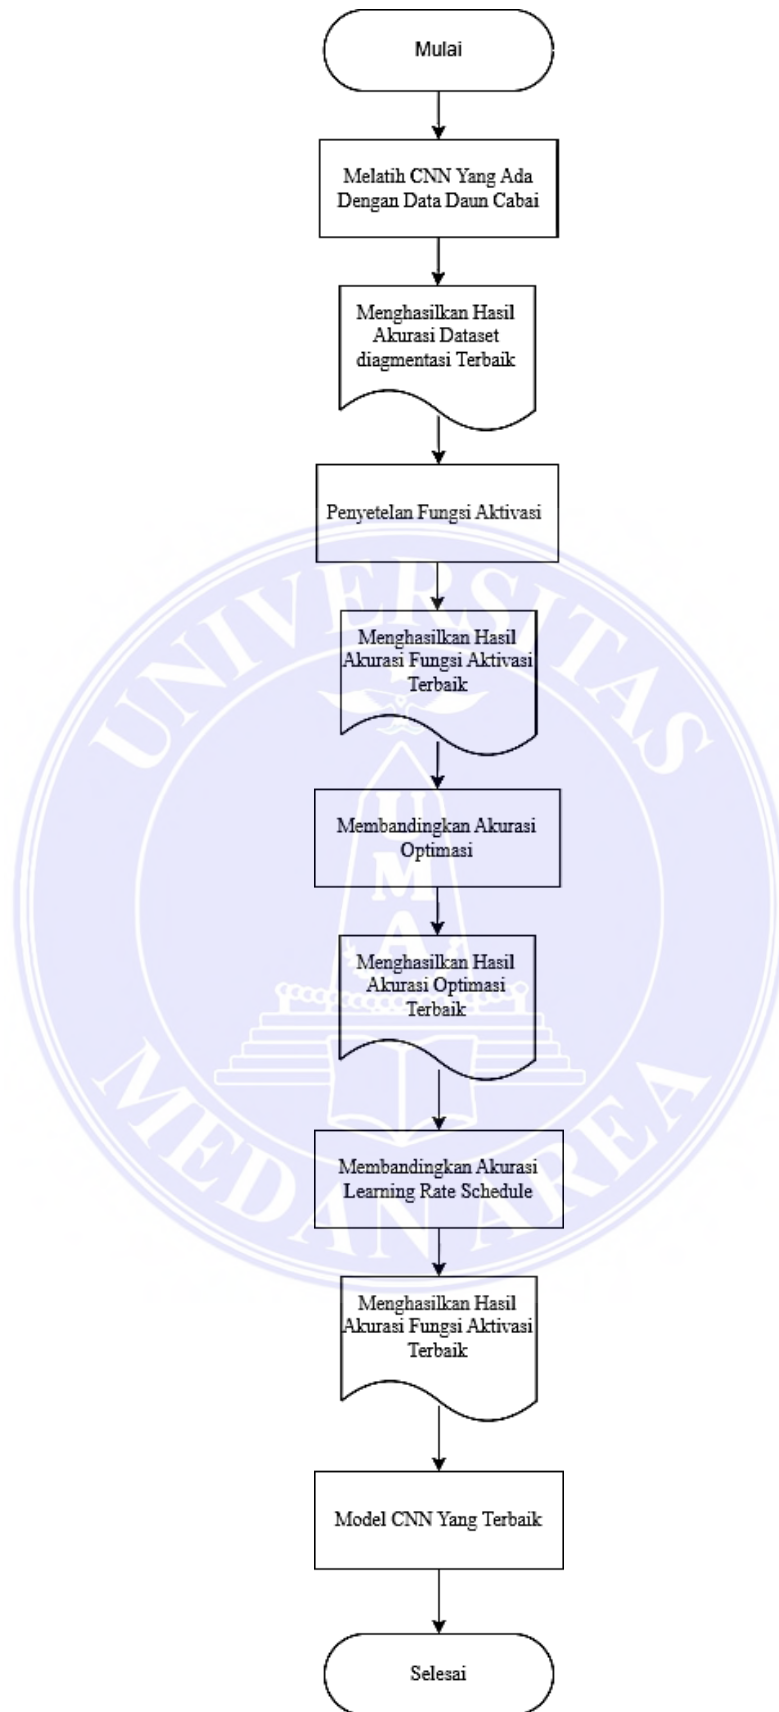 Mulai
Melatih CNN Yang Ada
Dengan Data Daun Cabai
Menghasilkan Hasil
Akurasi Dataset
diagmentasi Terbaik
Penyetelan Fungsi Aktivasi
Menghasilkan Hasil
Akurasi Fungsi Aktivasi
Terbaik
Membandingkan Akurasi
Optimasi
Menghasilkan Hasil
Akurasi Optimasi
Terbaik
Membandingkan Akurasi
Learning Rate Schedule
Menghasilkan Hasil
Akurasi Fungsi Aktivasi
Terbaik
Model CNN Yang Terbaik
Selesai
UNIVERSITAS
UMA
MEDAN AREA